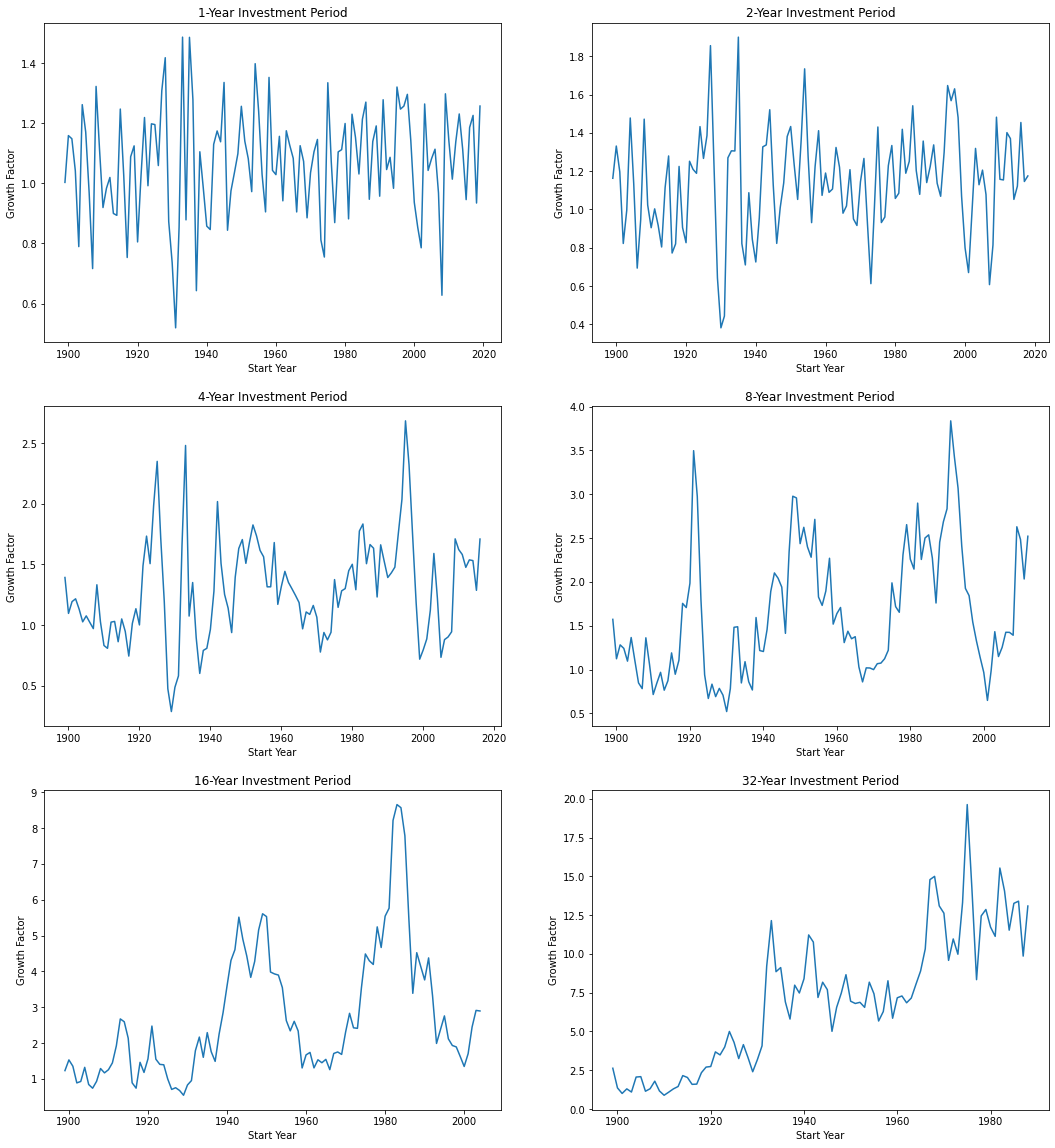 1-Year Investment Period
Growth Factor
1.4
1.2
1.0
0.8
0.6
1900 1920 1940 1960 1980 2000 2020
Start Year
2-Year Investment Period
Growth Factor
1.8
1.6
1.4
1.2
1.0
0.8
0.6
0.4
1900 1920 1940 1960 1980 2000 2020
Start Year
4-Year Investment Period
Growth Factor
2.5
2.0
1.5
1.0
0.5
1900 1920 1940 1960 1980 2000 2020
Start Year
8-Year Investment Period
Growth Factor
4.0
3.5
3.0
2.5
2.0
1.5
1.0
0.5
1900 1920 1940 1960 1980 2000
Start Year
16-Year Investment Period
Growth Factor
9
8
7
6
5
4
3
2
1
1900 1920 1940 1960 1980 2000
Start Year
32-Year Investment Period
Growth Factor
20.0
17.5
15.0
12.5
10.0
7.5
5.0
2.5
0.0
1900 1920 1940 1960 1980
Start Year